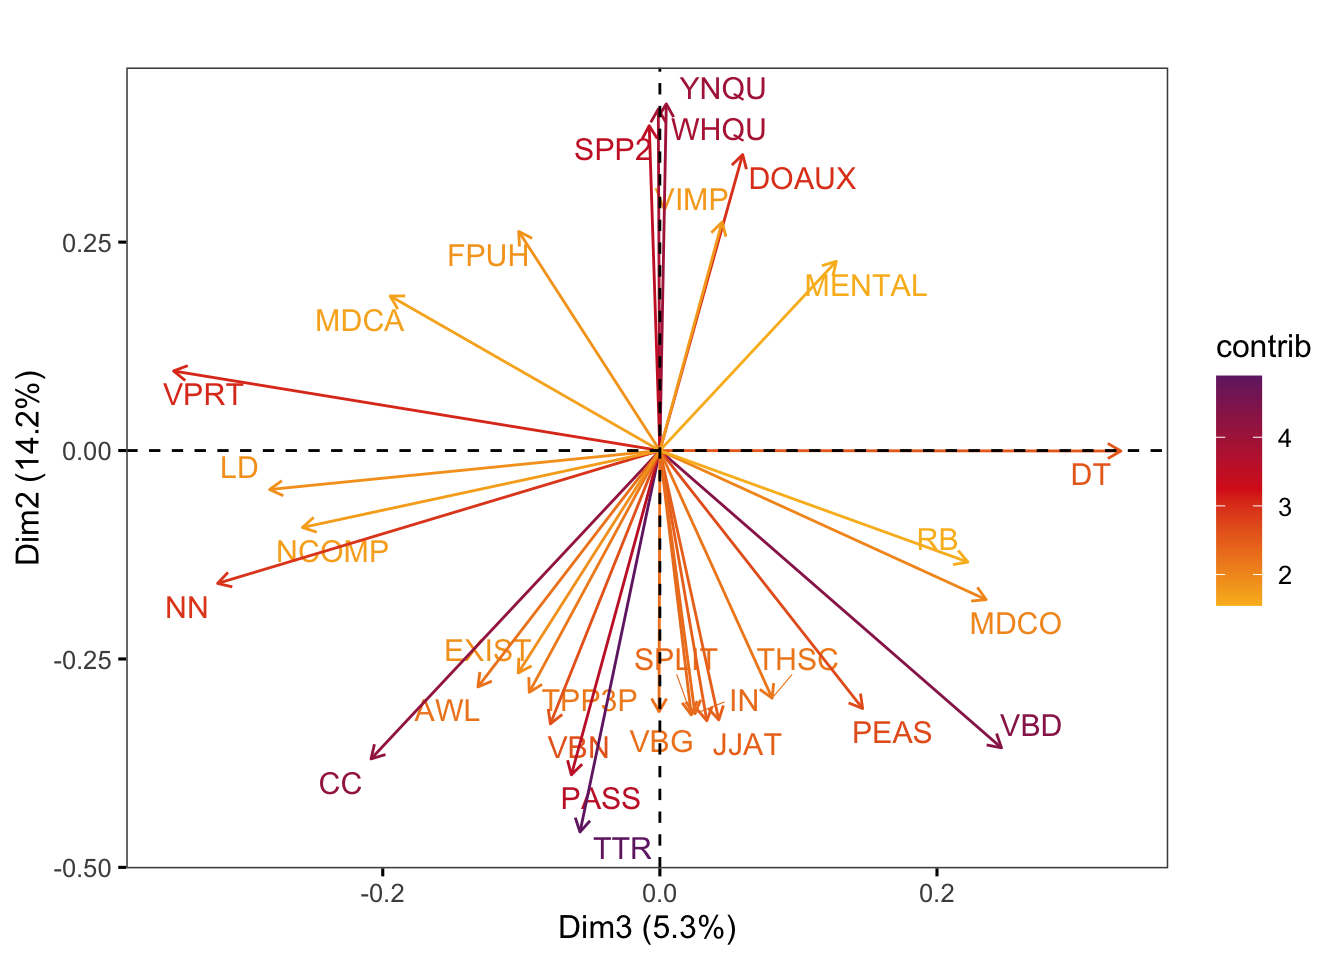 YNQU
WHQU
SPP2
DOAUX
VIMP
FPUH
MENTAL
MDCA
VPRT
LD
DT
NCOMP
RB
NN
MDCO
EXIST
SPLIT
THSC
AWL
TPP3P
IN
VBN
VBG
JJAT
PEAS
VBD
CC
PASS
TTR
0.25
0.00
-0.25
-0.50
-0.2
0.0
0.2
Dim2 (14.2%)
Dim3 (5.3%)
contrib
4
3
2